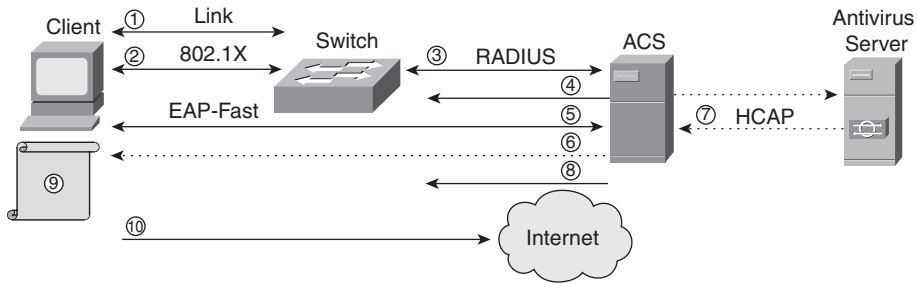 Client
① Link
② 802.1X
Switch
③ RADIUS
ACS
Antivirus
Server
④
EAP-Fast ⑤
⑦ HCAP
⑥
⑧
⑨
⑩
Internet